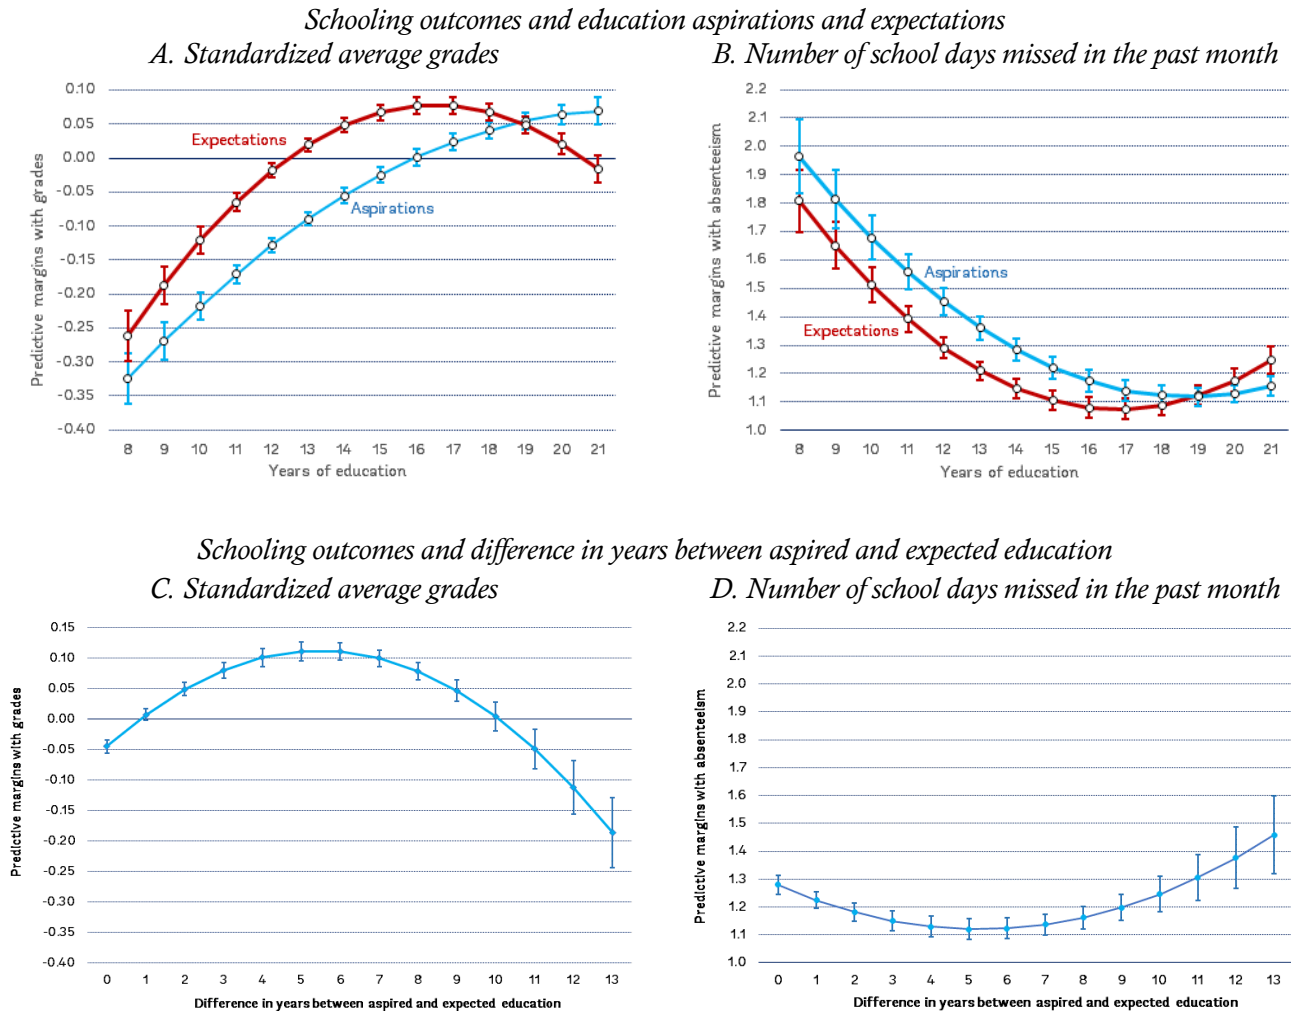 Schooling outcomes and education aspirations and expectations
A. Standardized average grades
Predictive margins with grades
0.10
0.05
0.00
-0.05
-0.10
-0.15
-0.20
-0.25
-0.30
-0.35
-0.40
Expectations
Aspirations
8 9 10 11 12 13 14 15 16 17 18 19 20 21
Years of education
B. Number of school days missed in the past month
Predictive margins with absenteeism
2.2
2.1
2.0
1.9
1.8
1.7
1.6
1.5
1.4
1.3
1.2
1.1
1.0
Aspirations
Expectations
8 9 10 11 12 13 14 15 16 17 18 19 20 21
Years of education
Schooling outcomes and difference in years between aspired and expected education
C. Standardized average grades
Predictive margins with grades
0.15
0.10
0.05
0.00
-0.05
-0.10
-0.15
-0.20
-0.25
-0.30
-0.35
-0.40
0 1 2 3 4 5 6 7 8 9 10 11 12 13
Difference in years between aspired and expected education
D. Number of school days missed in the past month
Predictive margins with absenteeism
2.2
2.1
2.0
1.9
1.8
1.7
1.6
1.5
1.4
1.3
1.2
1.1
1.0
0 1 2 3 4 5 6 7 8 9 10 11 12 13
Difference in years between aspired and expected education